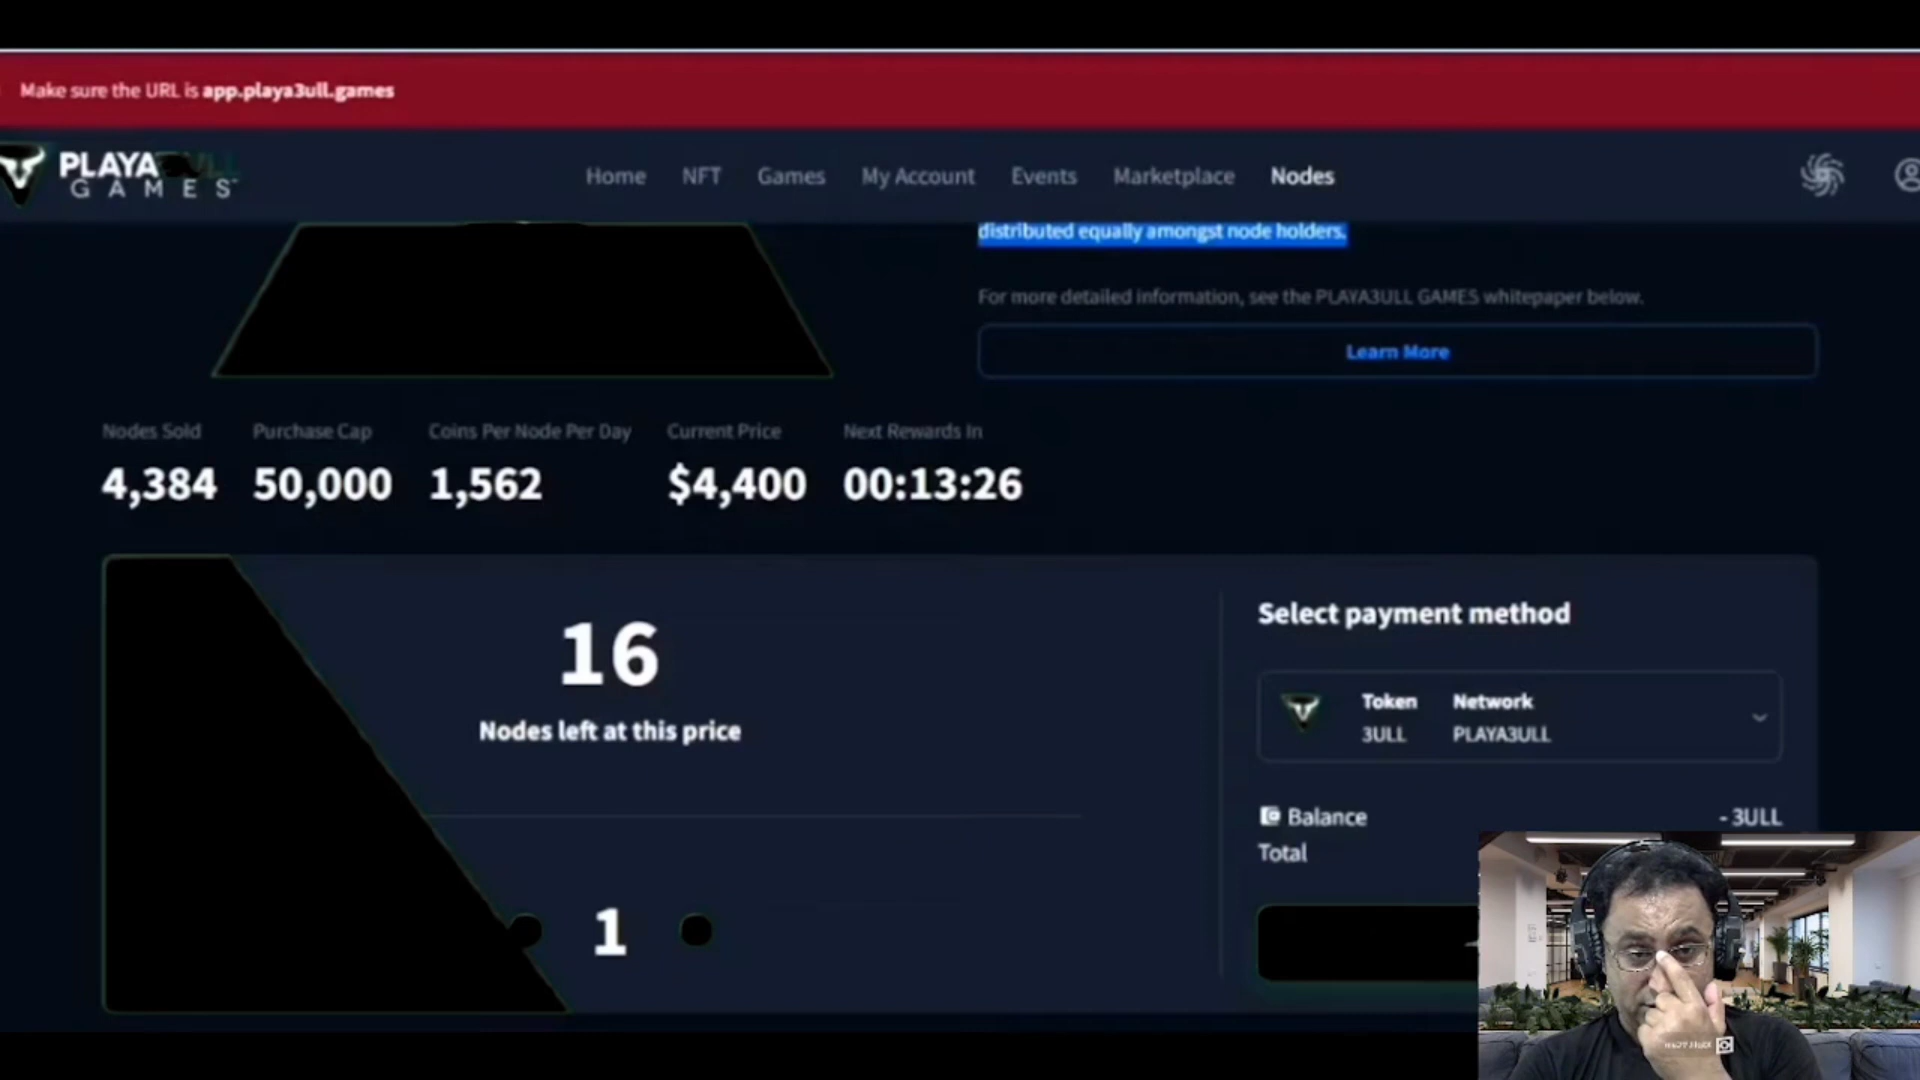 Make sure the URL is app.playa3ull.games
PLAYA3ULL
GAMES
Home NFT Games My Account Events Marketplace Nodes
distributed equally amongst node holders.
For more detailed information, see the PLAYA3ULL GAMES whitepaper below.
Learn More
Nodes Sold Purchase Cap Coins Per Node Per Day Current Price Next Rewards In
4,384 50,000 1,562 $4,400 00:13:26
16
Nodes left at this price
1
Select payment method
Token Network
3ULL PLAYA3ULL
Balance - 3ULL
Total